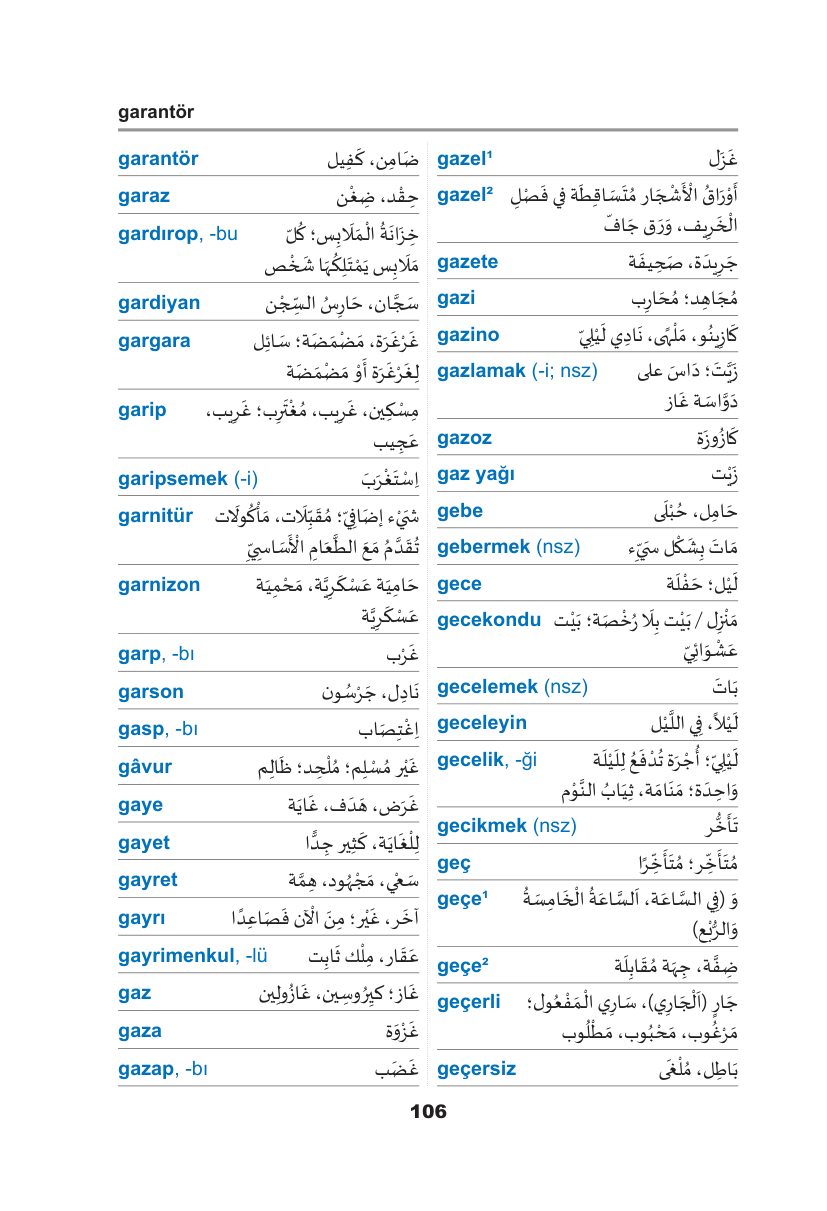 garantör
garantör ضَامِن، كَفِيل
garaz حِقْد، ضِغْن
gardırop, -bu خِزَانَةُ الْمَلَابِس؛ كُلّ
مَلَابِس يَمْتَلِكُهَا شَخْص
gardiyan سَجَّان، حَارِسُ السِّجْن
gargara غَرْغَرَة، مَضْمَضَة؛ سَائِل
لِغَرْغَرَة أَوْ مَضْمَضَة
garip مِسْكِين، غَرِيب، مُغْتَرِب؛ غَرِيب،
عَجِيب
garipsemek (-i) اِسْتَغْرَبَ
garnitür شَيْء إضَافِيّ؛ مُقَبِّلَات، مَأْكُولَات
تُقَدَّمُ مَعَ الطَّعَامِ الْأَسَاسِيِّ
garnizon حَامِيَة عَسْكَرِيَّة، مَحْمِيَة
عَسْكَرِيَّة
garp, -bı غَرْب
garson نَادِل، جَرْسُون
gasp, -bı اِغْتِصَاب
gâvur غَيْر مُسْلِم؛ مُلْحِد؛ ظَالِم
gaye غَرَض، هَدَف، غَايَة
gayet لِلْغَايَة، كَثِير جِدًّا
gayret سَعْي، مَجْهُود، هِمَّة
gayrı آخَر، غَيْر؛ مِنَ الْآن فَصَاعِدًا
gayrimenkul, -lü عَقَار، مِلْك ثَابِت
gaz غَاز؛ كِيرُوسِين، غَازُولِين
gaza غَزْوَة
gazap, -bı غَضَب
gazel¹ غَزَل
gazel² أَوْرَاقُ الْأَشْجَار مُتَسَاقِطَة فِي فَصْلِ
الْخَرِيف، وَرَق جَافّ
gazete جَرِيدَة، صَحِيفَة
gazi مُجَاهِد؛ مُحَارِب
gazino كَازِينُو، مَلْهًى، نَادِي لَيْلِيّ
gazlamak (-i; nsz) زَيَّتَ؛ دَاسَ على
دَوَّاسَة غَاز
gazoz كَازُوزَة
gaz yağı زَيْت
gebe حَامِل، حُبْلَى
gebermek (nsz) مَاتَ بِشَكْل سَيِّء
gece لَيْل؛ حَفْلَة
gecekondu مَنْزِل / بَيْت بِلَا رُخْصَة؛ بَيْت
عَشْوَائِيّ
gecelemek (nsz) بَاتَ
geceleyin لَيْلاً، فِي اللَّيْل
gecelik, -ği لَيْلِيّ؛ أُجْرَة تُدْفَعُ لِلَيْلَة
وَاحِدَة؛ مَنَامَة، ثِيَابُ النَّوْم
gecikmek (nsz) تَأَخُّر
geç مُتَأَخِّر؛ مُتَأَخِّرًا
geçe¹ وَ (فِي السَّاعَة، اَلسَّاعَةُ الْخَامِسَةُ
وَالرُّبْع)
geçe² ضِفَّة، جِهَة مُقَابِلَة
geçerli جَارٍ (اَلْجَارِي)، سَارِي الْمَفْعُول؛
مَرْغُوب، مَحْبُوب، مَطْلُوب
geçersiz بَاطِل، مُلْغَى
106